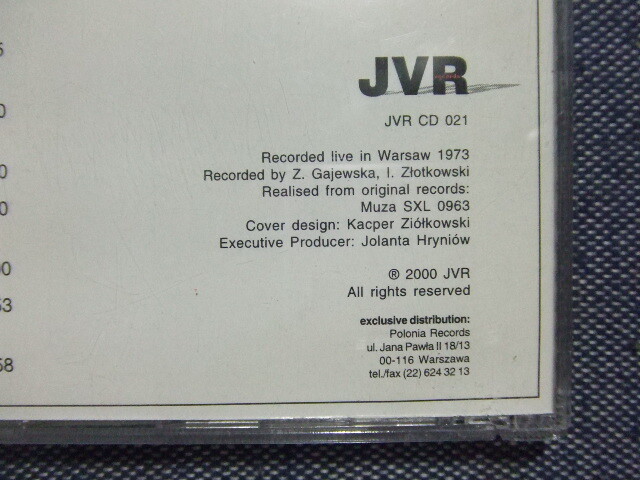 JVR
records
JVR CD 021
Recorded live in Warsaw 1973
Recorded by Z. Gajewska, I. Złotkowski
Realised from original records:
Muza SXL 0963
Cover design: Kacper Ziółkowski
Executive Producer: Jolanta Hryniów
® 2000 JVR
All rights reserved
exclusive distribution:
Polonia Records
ul. Jana Pawła II 18/13
00-116 Warszawa
tel./fax (22) 624 32 13